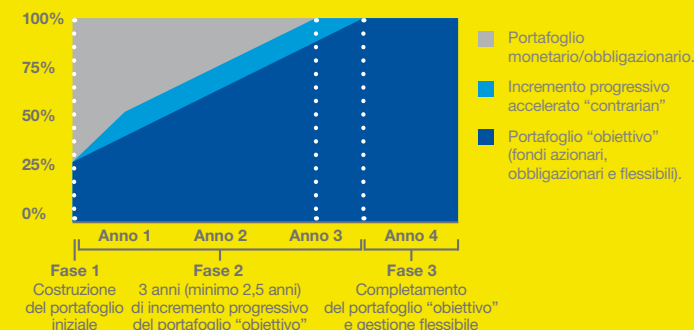 100%
75%
50%
25%
0%
Portafoglio
monetario/obbligazionario.
Incremento progressivo
accelerato “contrarian”
Portafoglio “obiettivo”
(fondi azionari,
obbligazionari e flessibili).
Anno 1 Anno 2 Anno 3 Anno 4
Fase 1
Costruzione
del portafoglio
iniziale
Fase 2
3 anni (minimo 2,5 anni)
di incremento progressivo
del portafoglio “obiettivo”
Fase 3
Completamento
del portafoglio “obiettivo”
e gestione flessibile